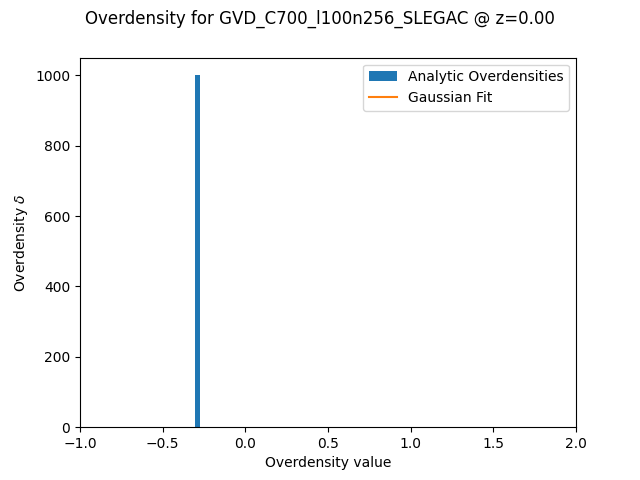 Overdensity for GVD_C700_l100n256_SLEGAC @ z=0.00
Analytic Overdensities
Gaussian Fit
Overdensity δ
1000
800
600
400
200
0
−1.0 −0.5 0.0 0.5 1.0 1.5 2.0
Overdensity value